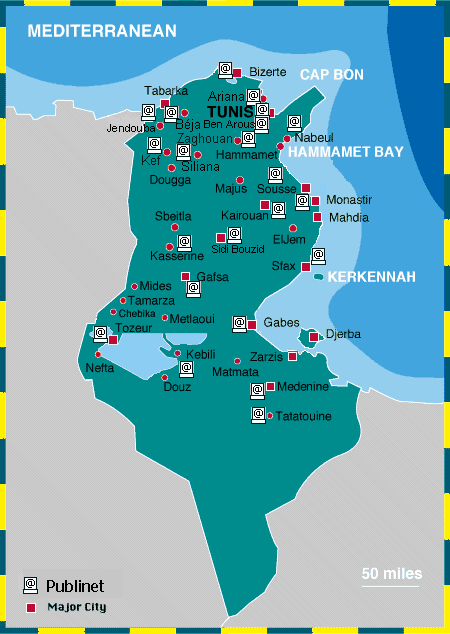 MEDITERRANEAN
Bizerte
CAP BON
Tabarka
Ariana
TUNIS
Jendouba
Béja
Ben Arous
Nabeul
Zaghouan
Hammamet
HAMMAMET BAY
Kef
Siliana
Dougga
Majus
Sousse
Monastir
Kairouan
Mahdia
Sbeitla
ElJem
Sidi Bouzid
Kasserine
Sfax
KERKENNAH
Gafsa
Mides
Tamarza
Chebika
Metlaoui
Tozeur
Gabes
Djerba
Kebili
Zarzis
Nefta
Matmata
Douz
Medenine
Tatatouine
50 miles
@ Publinet
Major City